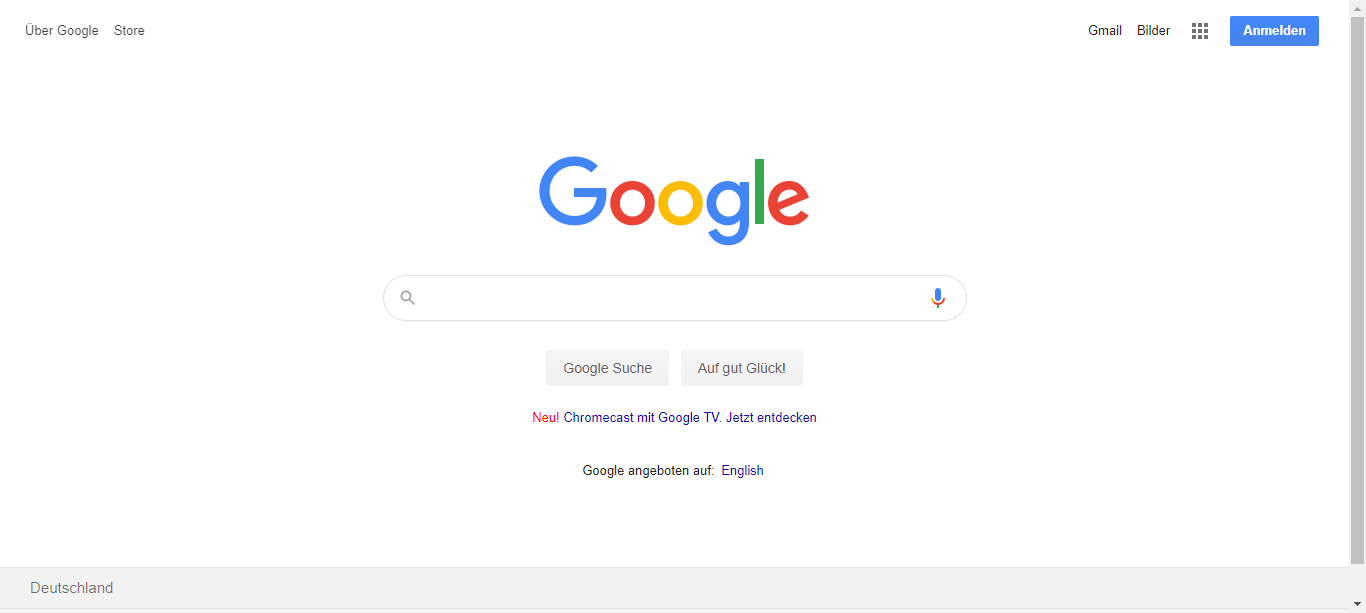 Über Google Store Gmail Bilder Anmelden
Google
Google Suche Auf gut Glück!
Neu! Chromecast mit Google TV. Jetzt entdecken
Google angeboten auf: English
Deutschland